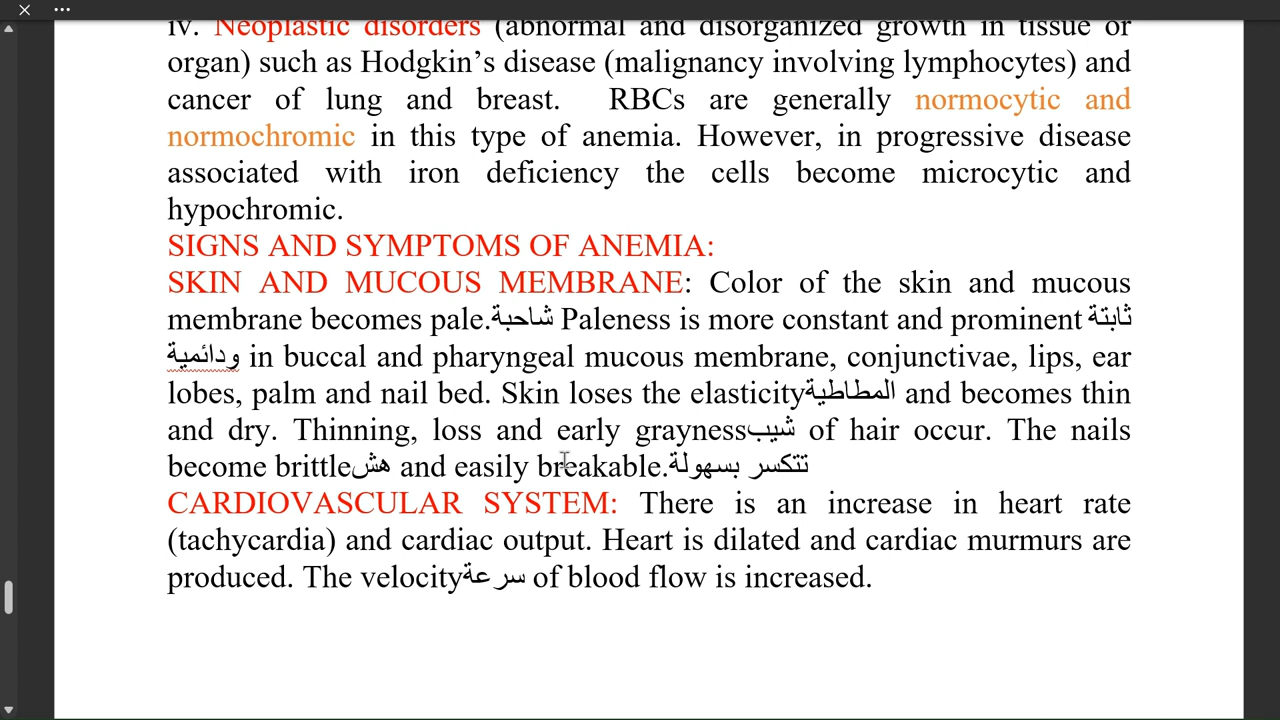 iv. Neoplastic disorders (abnormal and disorganized growth in tissue or
organ) such as Hodgkin’s disease (malignancy involving lymphocytes) and
cancer of lung and breast. RBCs are generally normocytic and
normochromic in this type of anemia. However, in progressive disease
associated with iron deficiency the cells become microcytic and
hypochromic.
SIGNS AND SYMPTOMS OF ANEMIA:
SKIN AND MUCOUS MEMBRANE: Color of the skin and mucous
membrane becomes pale.شاحبة Paleness is more constant and prominent ثابتة
ودائمية in buccal and pharyngeal mucous membrane, conjunctivae, lips, ear
lobes, palm and nail bed. Skin loses the elasticityالمطاطية and becomes thin
and dry. Thinning, loss and early graynessشيب of hair occur. The nails
become brittleهش and easily breakable.تتكسر بسهولة
CARDIOVASCULAR SYSTEM: There is an increase in heart rate
(tachycardia) and cardiac output. Heart is dilated and cardiac murmurs are
produced. The velocityسرعة of blood flow is increased.